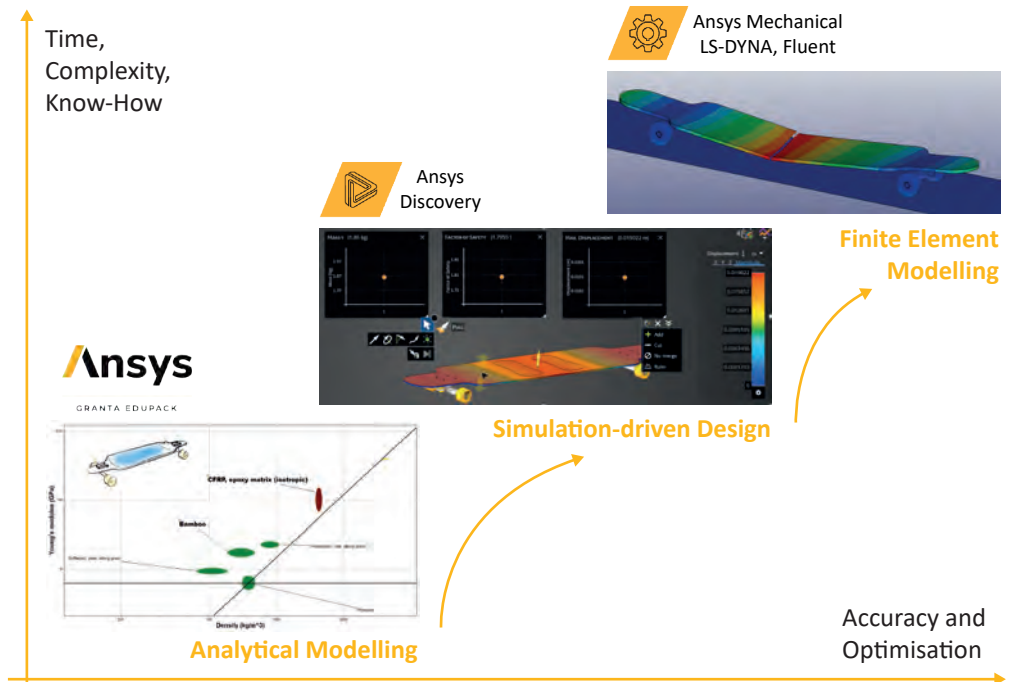 Time,
Complexity,
Know-How
Ansys Mechanical
LS-DYNA, Fluent
Finite Element
Modelling
Ansys
Discovery
Simulation-driven Design
Ansys
GRANTA EDUPACK
CFRP, epoxy matrix (isotropic)
Bamboo
Young's modulus (GPa)
Density (kg/m^3)
Analytical Modelling
Accuracy and
Optimisation